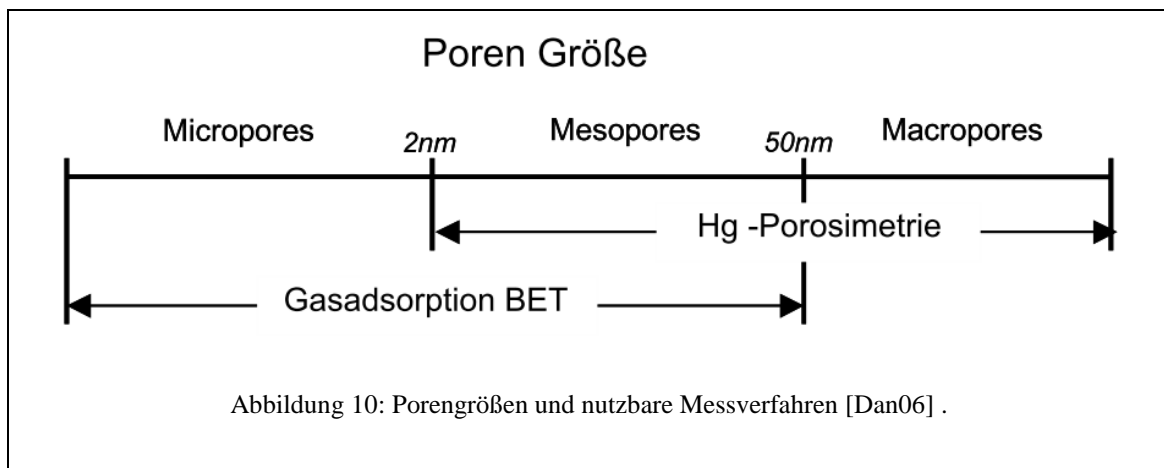 Poren Größe
Micropores 2nm Mesopores 50nm Macropores
Hg -Porosimetrie
Gasadsorption BET
Abbildung 10: Porengrößen und nutzbare Messverfahren [Dan06] .